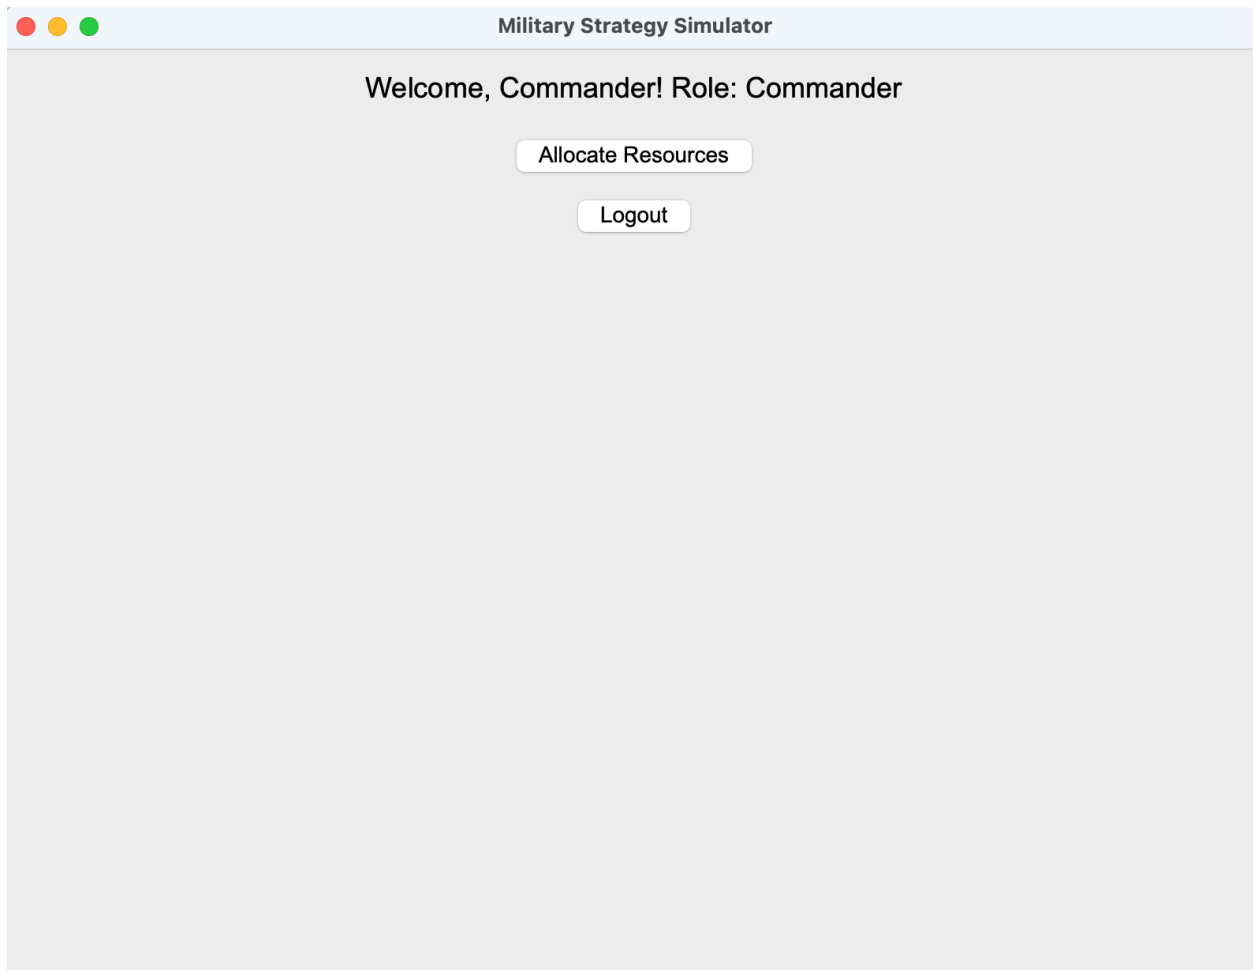 Military Strategy Simulator
Welcome, Commander! Role: Commander
Allocate Resources
Logout